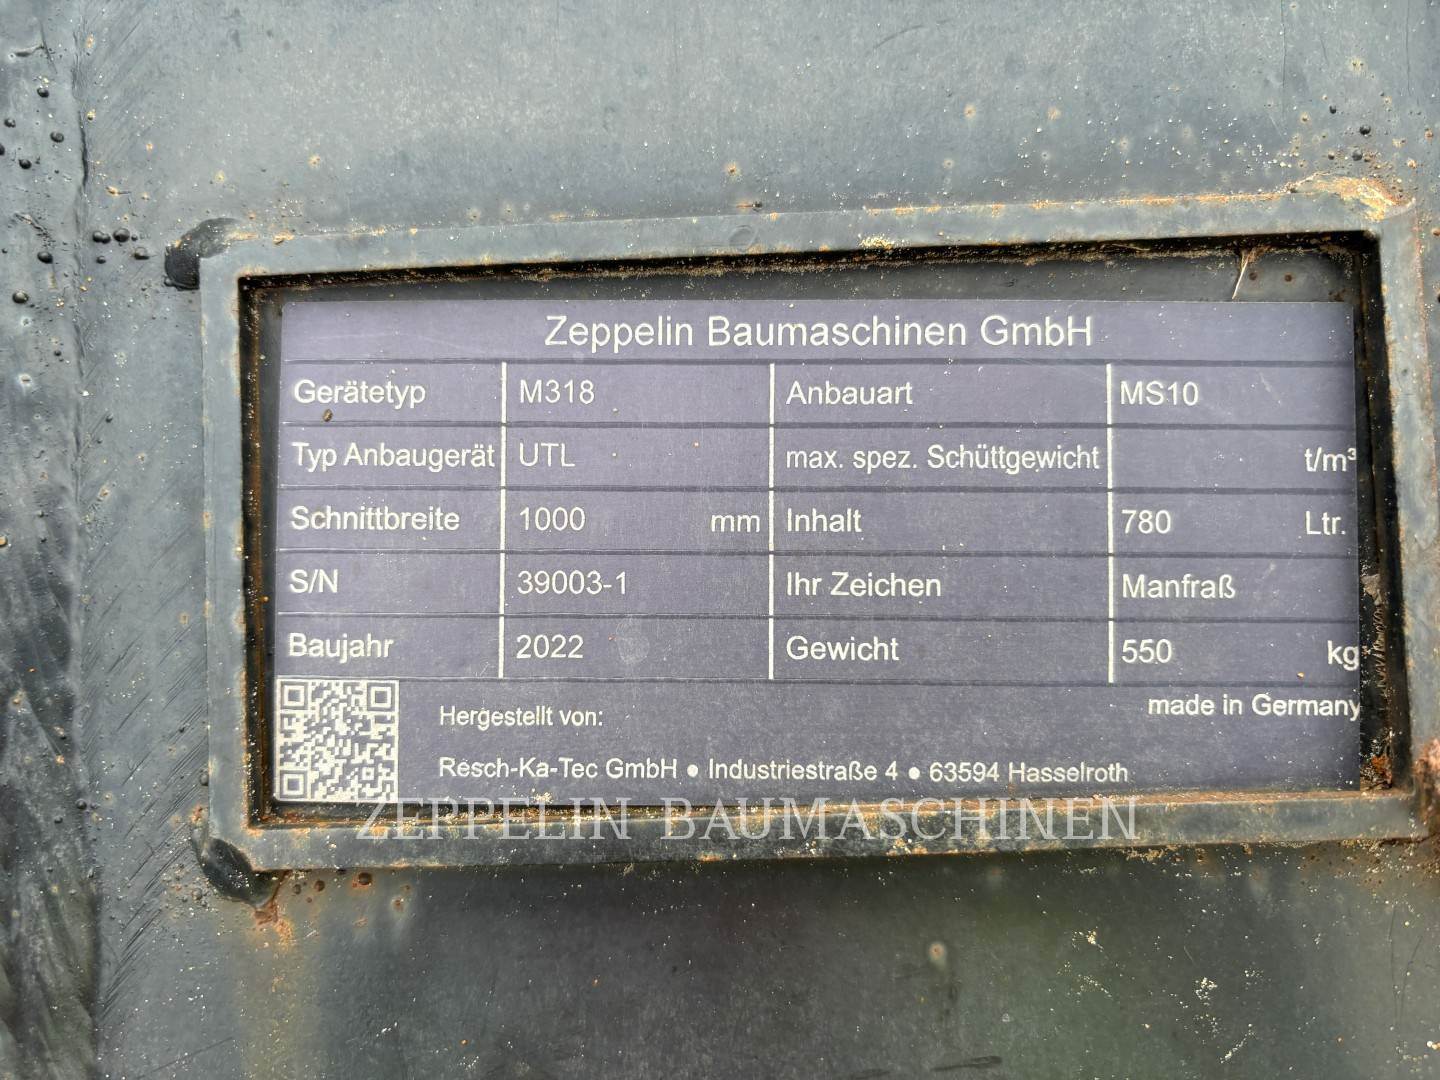 Zeppelin Baumaschinen GmbH
Gerätetyp M318 Anbauart MS10
Typ Anbaugerät UTL max. spez. Schüttgewicht t/m³
Schnittbreite 1000 mm Inhalt 780 Ltr.
S/N 39003-1 Ihr Zeichen Manfraß
Baujahr 2022 Gewicht 550 kg
made in Germany
Hergestellt von:
Resch-Ka-Tec GmbH ● Industriestraße 4 ● 63594 Hasselroth
ZEPPELIN BAUMASCHINEN